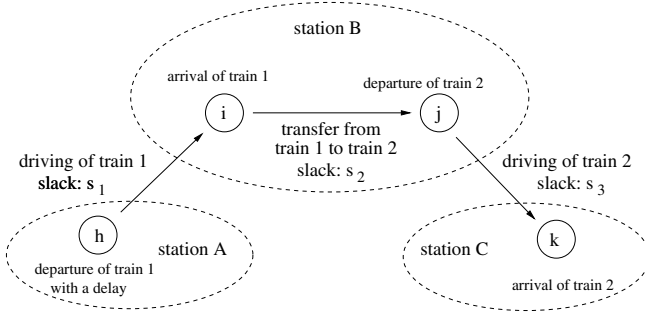 station B
arrival of train 1
departure of train 2
i
j
transfer from
train 1 to train 2
slack: s 2
driving of train 1
slack: s 1
driving of train 2
slack: s 3
h
station A
departure of train 1
with a delay
station C
k
arrival of train 2